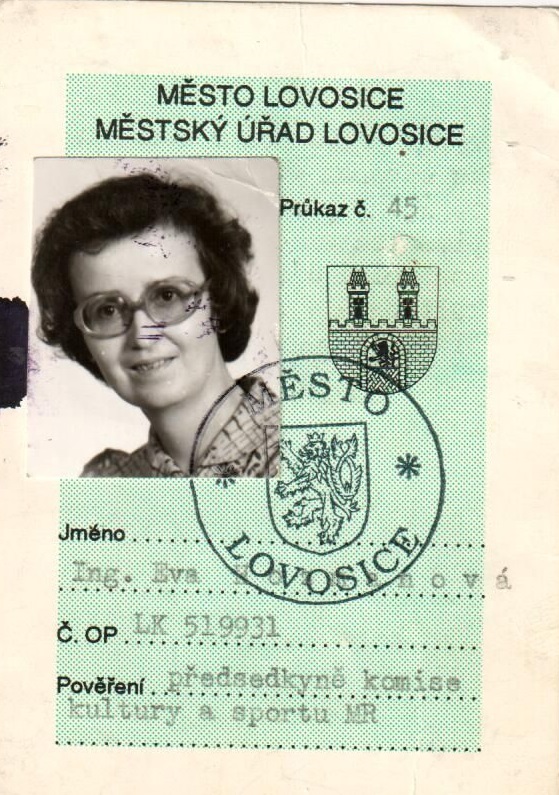 MĚSTO LOVOSICE
MĚSTSKÝ ÚŘAD LOVOSICE
Průkaz č. 45
MĚSTO
LOVOSICE
Jméno
Ing. Eva
Č. OP LK 519931
Pověření předsedkyně komise
kultury a sportu MR